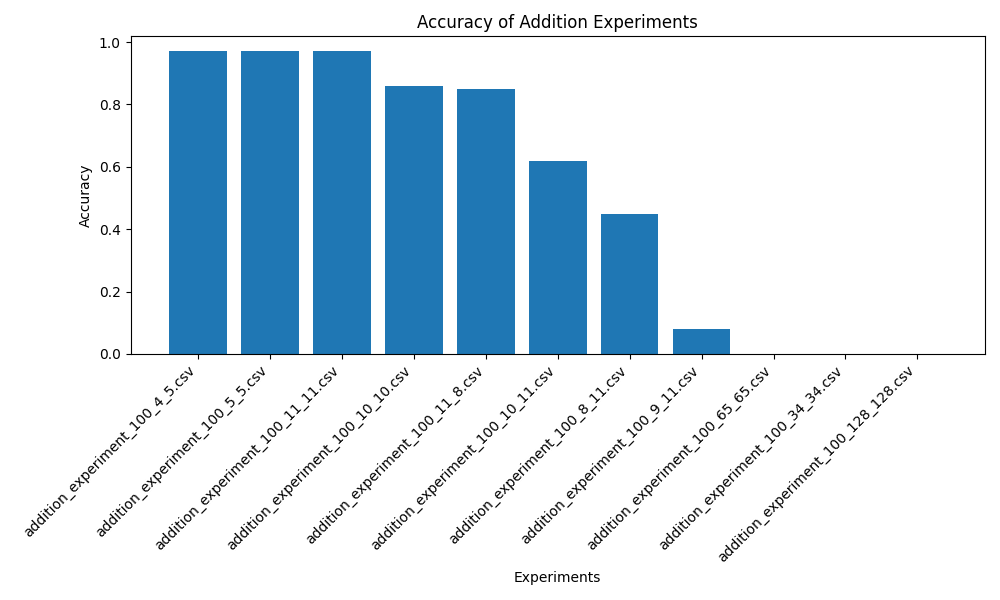 Accuracy of Addition Experiments
Accuracy
1.0
0.8
0.6
0.4
0.2
0.0
addition_experiment_100_4_5.csv
addition_experiment_100_5_5.csv
addition_experiment_100_11_11.csv
addition_experiment_100_10_10.csv
addition_experiment_100_11_8.csv
addition_experiment_100_10_11.csv
addition_experiment_100_8_11.csv
addition_experiment_100_9_11.csv
addition_experiment_100_65_65.csv
addition_experiment_100_34_34.csv
addition_experiment_100_128_128.csv
Experiments